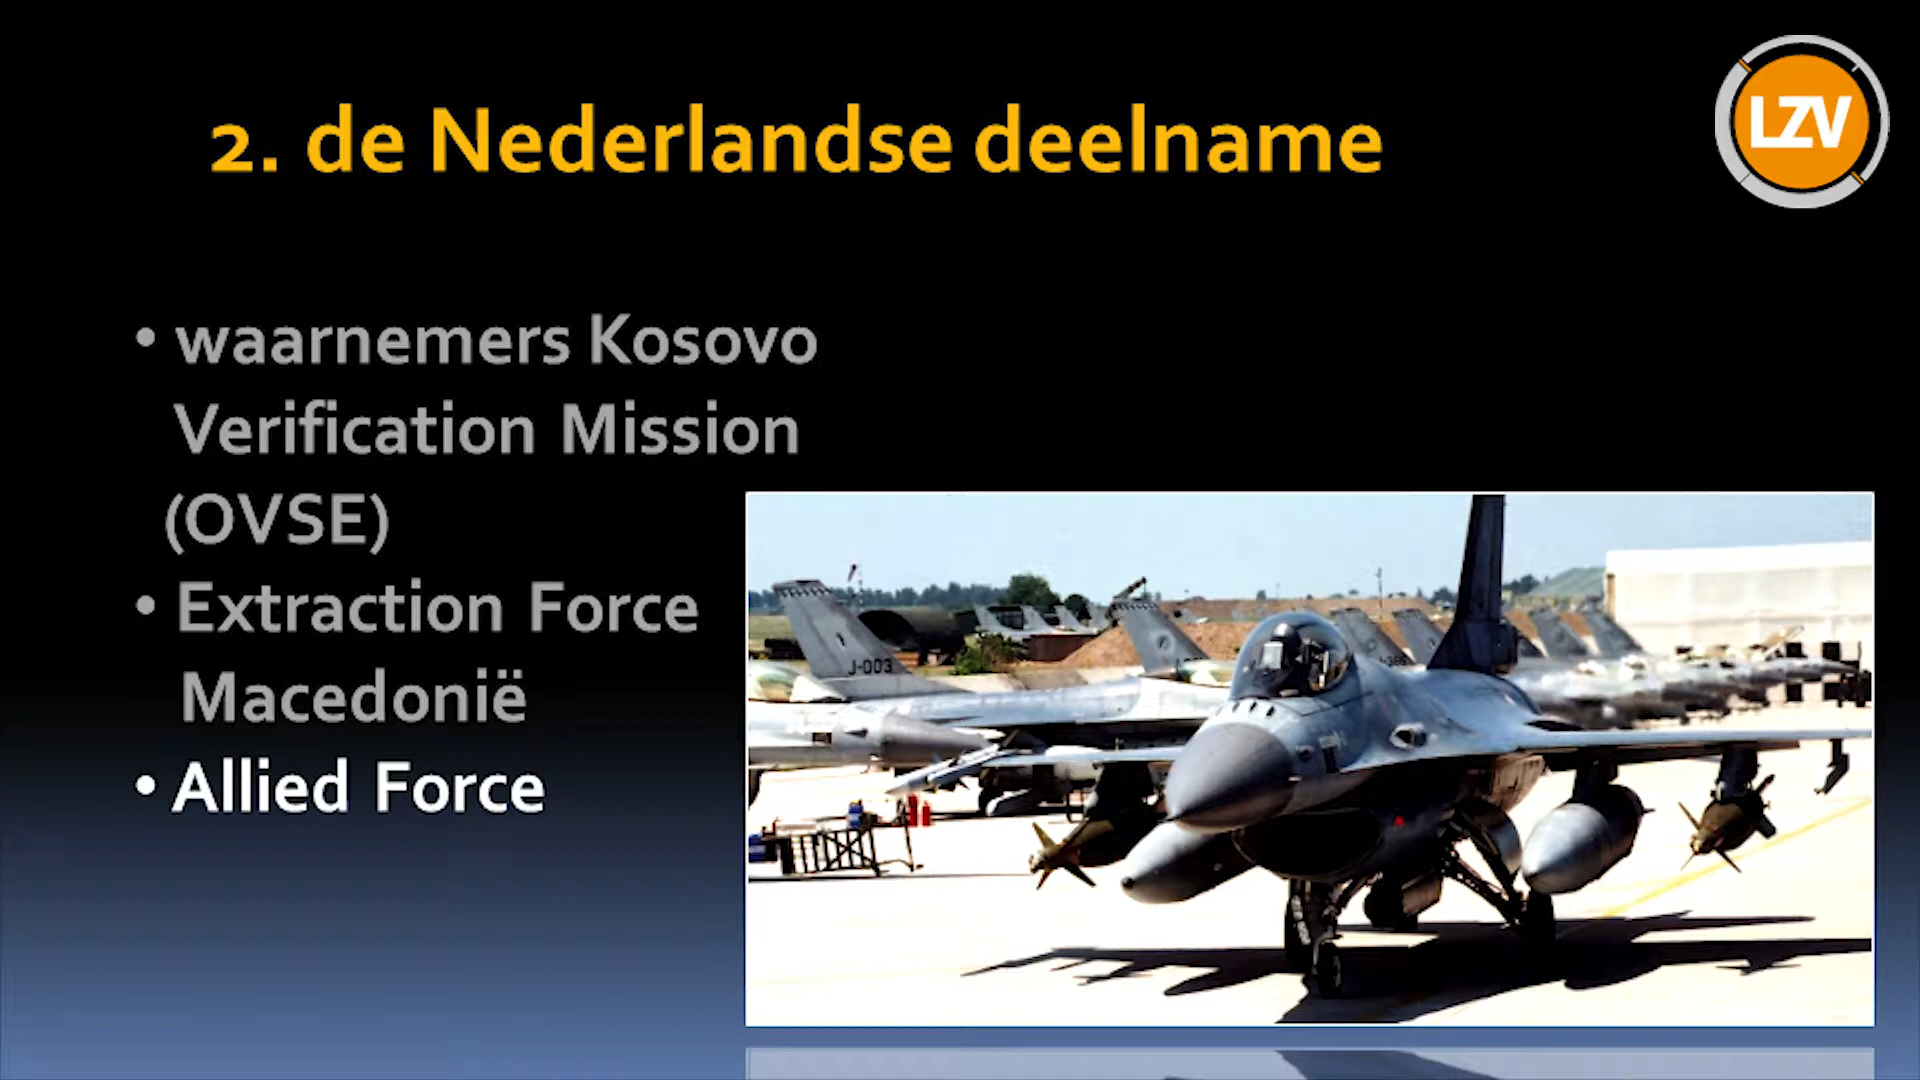 2. de Nederlandse deelname
LZV
• waarnemers Kosovo
Verification Mission
(OVSE)
• Extraction Force
Macedonië
• Allied Force
J-003